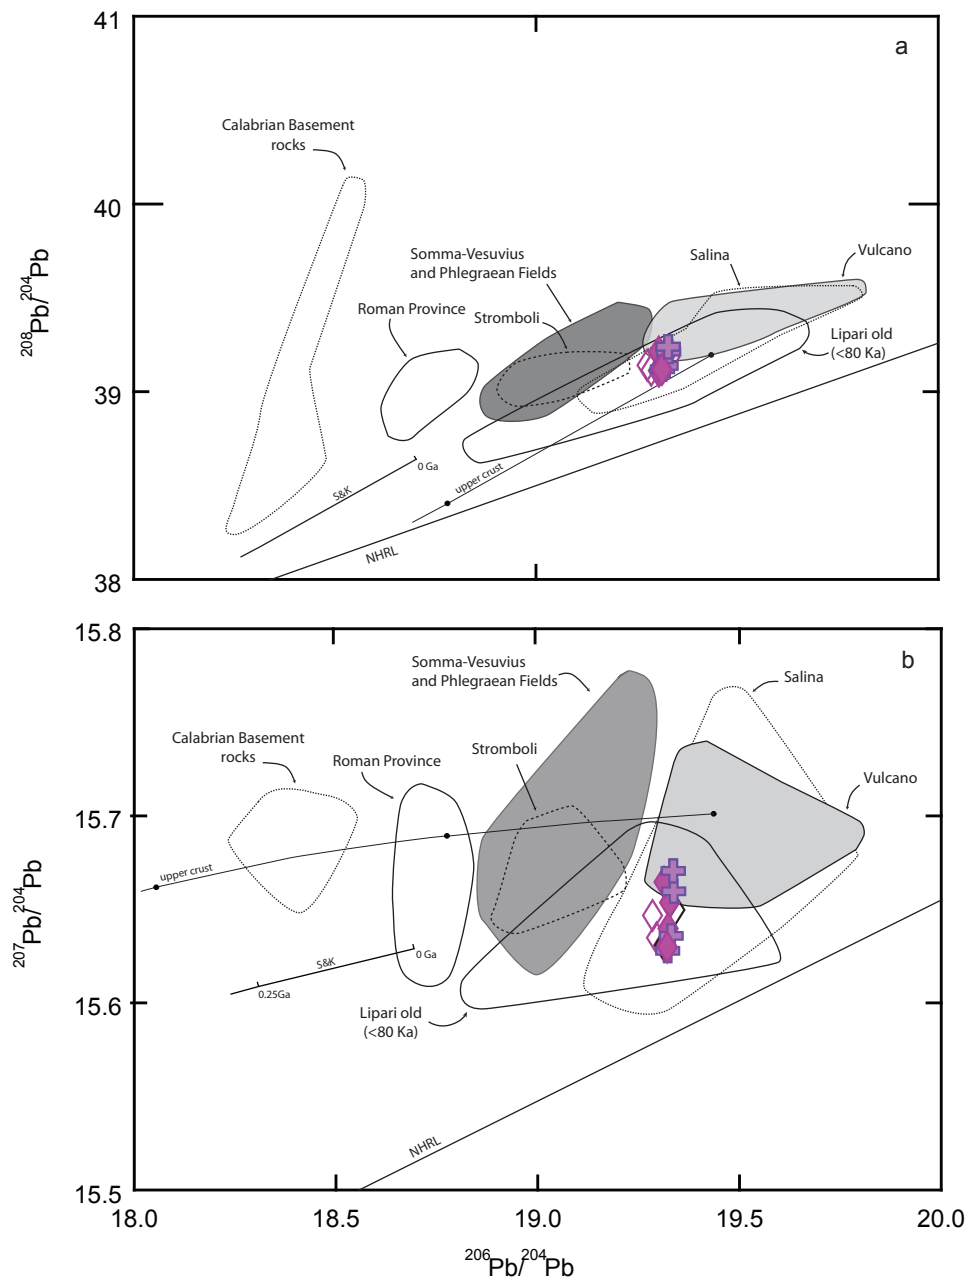 41
a
Calabrian Basement
rocks
40
Somma-Vesuvius
and Phlegraean Fields
Salina
Vulcano
208Pb/204Pb
Roman Province
Stromboli
Lipari old
(<80 Ka)
39
0 Ga
S&K
upper crust
NHRL
38
15.8
b
Somma-Vesuvius
and Phlegraean Fields
Salina
Calabrian Basement
rocks
Stromboli
Roman Province
Vulcano
15.7
upper crust
207Pb/204Pb
0 Ga
S&K
0.25Ga
15.6
Lipari old
(<80 Ka)
NHRL
15.5
18.0
18.5
19.0
19.5
20.0
206Pb/204Pb